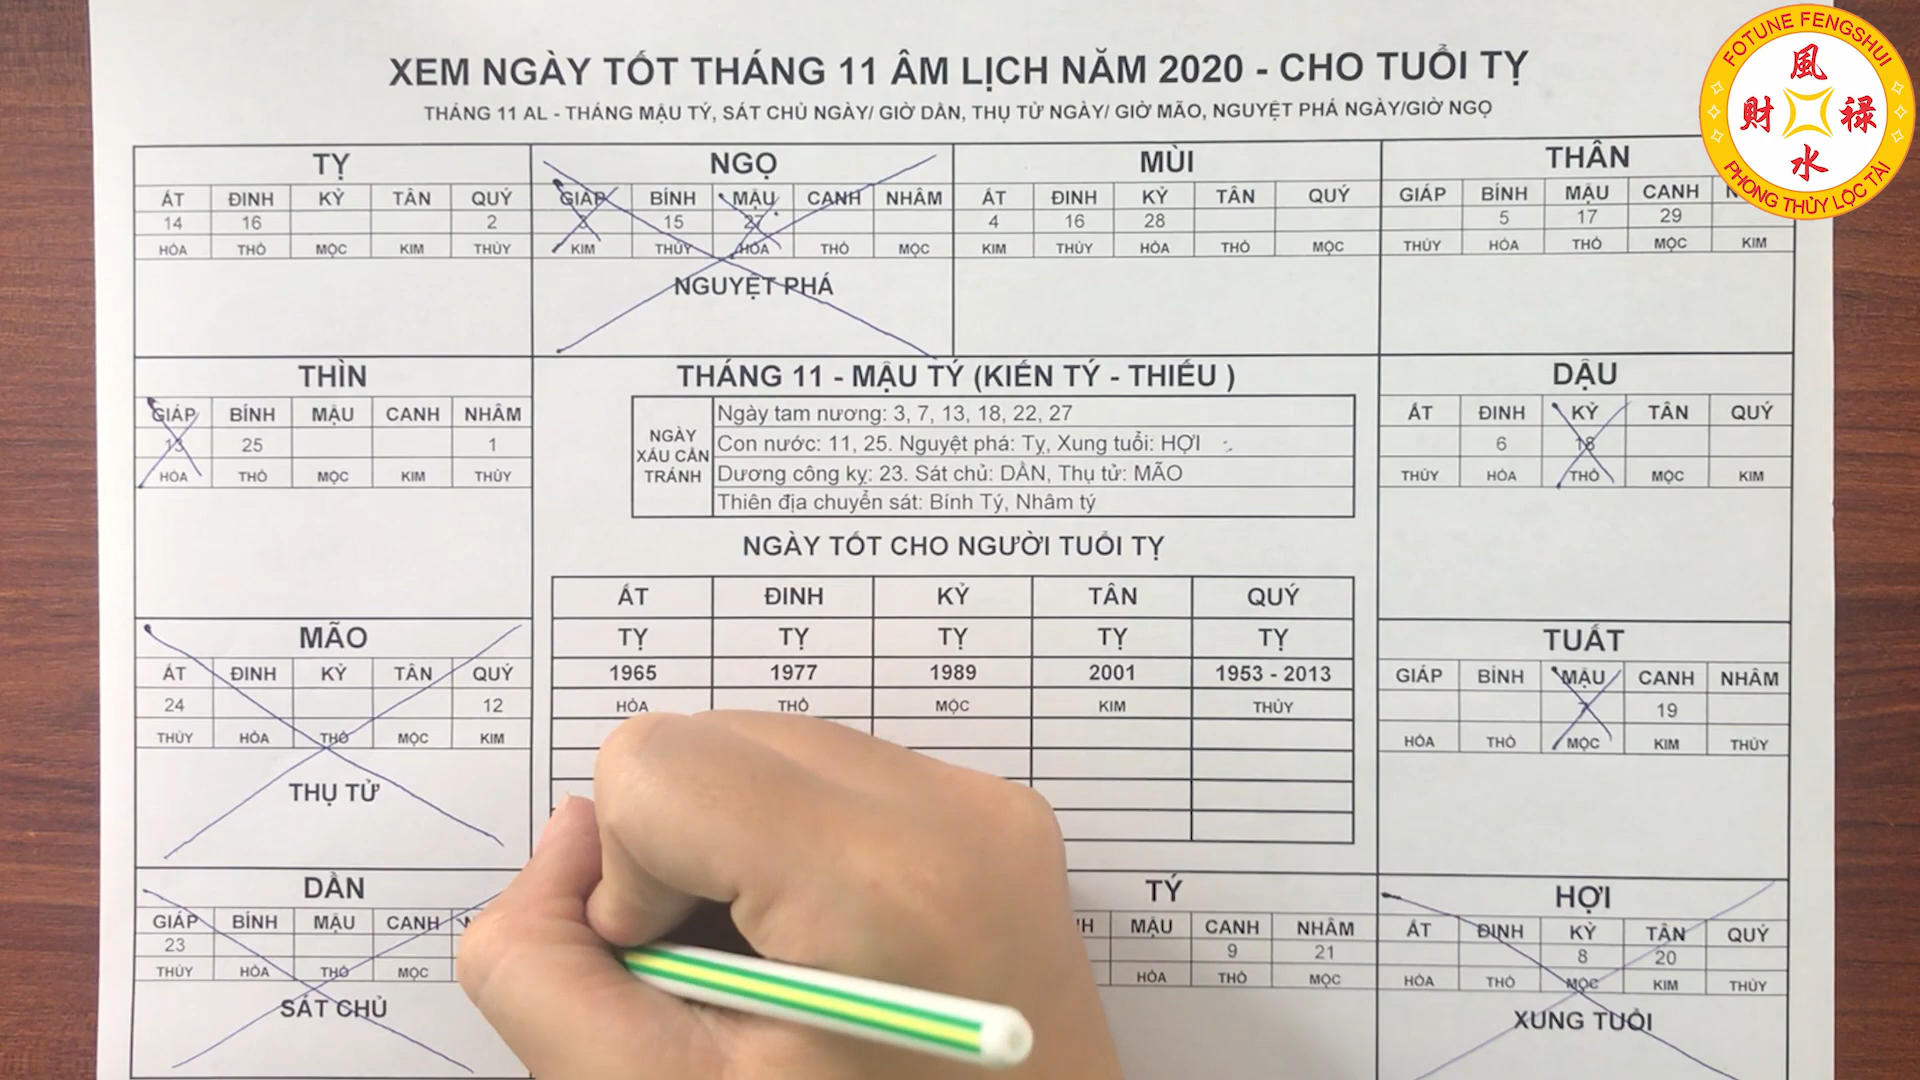 XEM NGÀY TỐT THÁNG 11 ÂM LỊCH NĂM 2020 - CHO TUỔI TỴ
THÁNG 11 AL - THÁNG MẬU TÝ, SÁT CHỦ NGÀY/ GIỜ DẦN, THỤ TỬ NGÀY/ GIỜ MÃO, NGUYỆT PHÁ NGÀY/GIỜ NGỌ
FOTUNE FENGSHUI
風
財 禄
水
PHONG THỦY LỘC TÀI
TỴ
ẤT ĐINH KỶ TÂN QUÝ
14 16 2
HỎA THỔ MỘC KIM THỦY
NGỌ
GIÁP BÍNH MẬU CANH NHÂM
3 15 27
KIM THỦY HỎA THỔ MỘC
NGUYỆT PHÁ
MÙI
ẤT ĐINH KỶ TÂN QUÝ
4 16 28
KIM THỦY HỎA THỔ MỘC
THÂN
GIÁP BÍNH MẬU CANH
5 17 29
THỦY HỎA THỔ MỘC KIM
THÌN
GIÁP BÍNH MẬU CANH NHÂM
13 25 1
HỎA THỔ MỘC KIM THỦY
THÁNG 11 - MẬU TÝ (KIẾN TÝ - THIẾU )
NGÀY XẤU CẦN TRÁNH
Ngày tam nương: 3, 7, 13, 18, 22, 27
Con nước: 11, 25. Nguyệt phá: Tỵ, Xung tuổi: HỢI
Dương công kỵ: 23. Sát chủ: DẦN, Thụ tử: MÃO
Thiên địa chuyển sát: Bính Tý, Nhâm tý
DẬU
ẤT ĐINH KỶ TÂN QUÝ
6 18
THỦY HỎA THỔ MỘC KIM
NGÀY TỐT CHO NGƯỜI TUỔI TỴ
ẤT ĐINH KỶ TÂN QUÝ
TỴ TỴ TỴ TỴ TỴ
1965 1977 1989 2001 1953 - 2013
HỎA THỔ MỘC KIM THỦY
MÃO
ẤT ĐINH KỶ TÂN QUÝ
24 12
THỦY HỎA THỔ MỘC KIM
THỤ TỬ
TUẤT
GIÁP BÍNH MẬU CANH NHÂM
7 19
HỎA THỔ MỘC KIM THỦY
DẦN
GIÁP BÍNH MẬU CANH
23
THỦY HỎA THỔ MỘC
SÁT CHỦ
TÝ
MẬU CANH NHÂM
9 21
HỎA THỔ MỘC
HỢI
ẤT ĐINH KỶ TÂN QUÝ
8 20
HỎA THỔ MỘC KIM THỦY
XUNG TUỔI